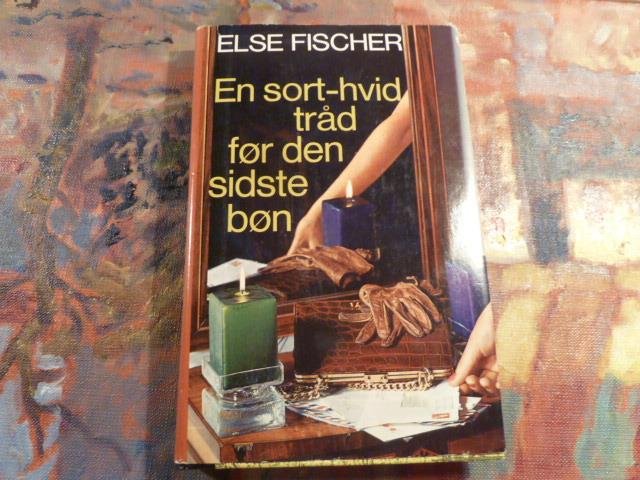 ELSE FISCHER
En sort-hvid
tråd
før den
sidste
bøn